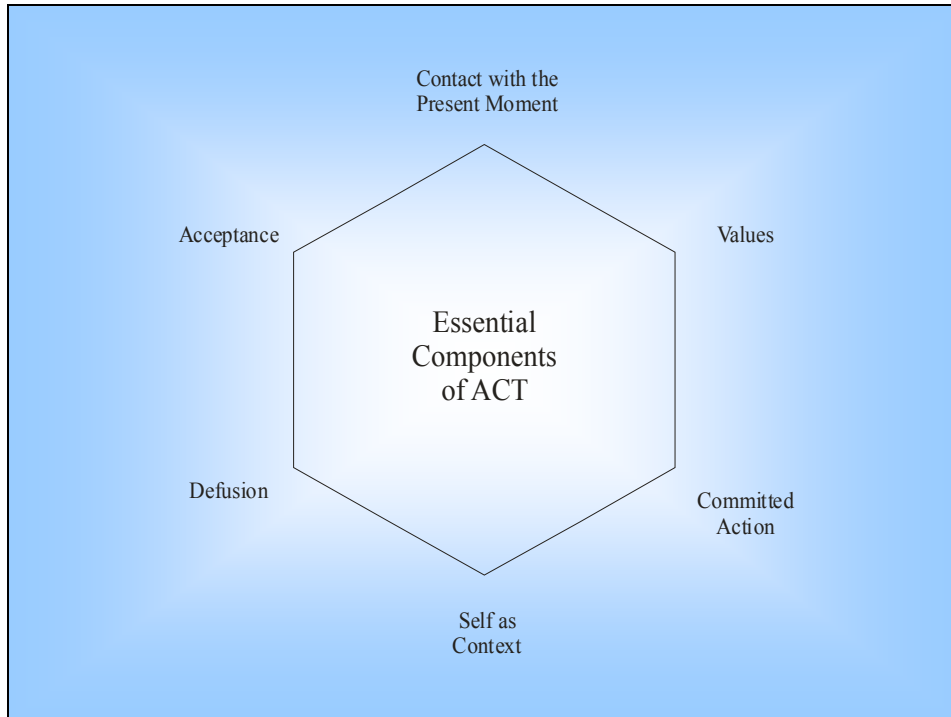 Contact with the
Present Moment
Acceptance
Values
Essential
Components
of ACT
Defusion
Committed
Action
Self as
Context